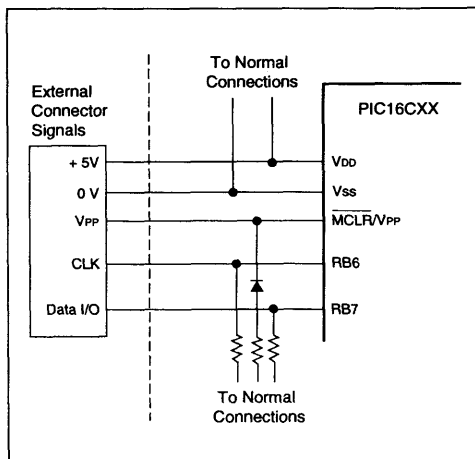 To Normal
Connections
External
Connector
Signals
PIC16CXX
+ 5V
VDD
0 V
VSS
VPP
MCLR/VPP
CLK
RB6
Data I/O
RB7
To Normal
Connections